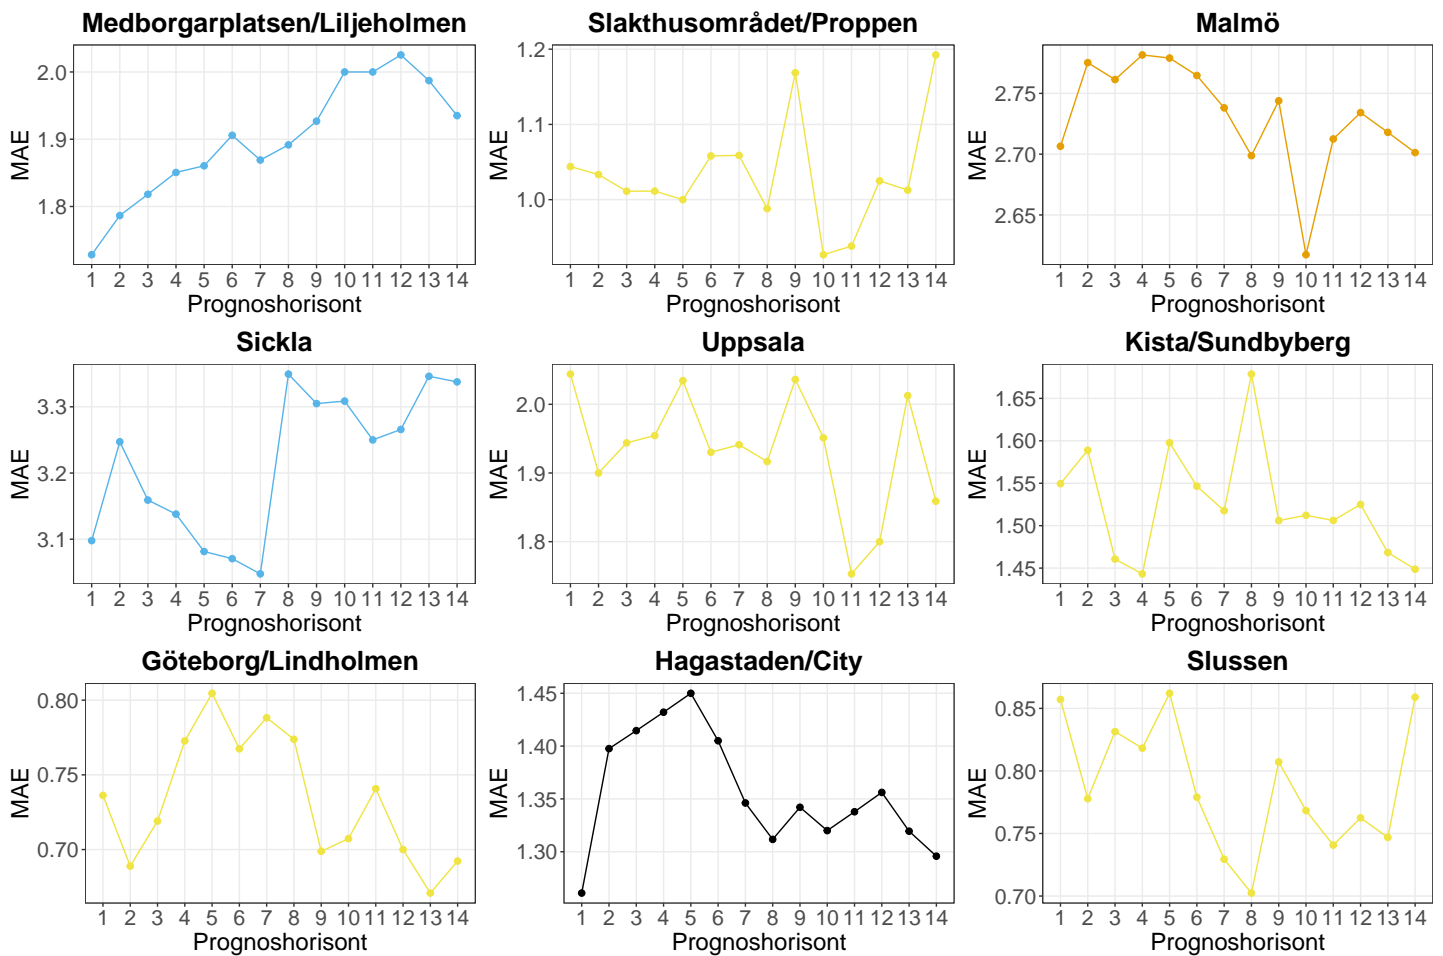 Medborgarplatsen/Liljeholmen
MAE
2.0
1.9
1.8
1 2 3 4 5 6 7 8 9 10 11 12 13 14
Prognoshorisont
Slakthusområdet/Proppen
MAE
1.2
1.1
1.0
1 2 3 4 5 6 7 8 9 10 11 12 13 14
Prognoshorisont
Malmö
MAE
2.75
2.70
2.65
1 2 3 4 5 6 7 8 9 10 11 12 13 14
Prognoshorisont
Sickla
MAE
3.3
3.2
3.1
1 2 3 4 5 6 7 8 9 10 11 12 13 14
Prognoshorisont
Uppsala
MAE
2.0
1.9
1.8
1 2 3 4 5 6 7 8 9 10 11 12 13 14
Prognoshorisont
Kista/Sundbyberg
MAE
1.65
1.60
1.55
1.50
1.45
1 2 3 4 5 6 7 8 9 10 11 12 13 14
Prognoshorisont
Göteborg/Lindholmen
MAE
0.80
0.75
0.70
1 2 3 4 5 6 7 8 9 10 11 12 13 14
Prognoshorisont
Hagastaden/City
MAE
1.45
1.40
1.35
1.30
1 2 3 4 5 6 7 8 9 10 11 12 13 14
Prognoshorisont
Slussen
MAE
0.85
0.80
0.75
0.70
1 2 3 4 5 6 7 8 9 10 11 12 13 14
Prognoshorisont